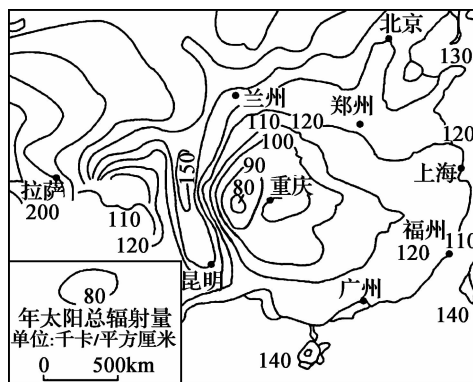 北京
130
兰州
郑州
110 120
100
120
150
90
上海
拉萨
200
80
重庆
110
120
福州
110
120
昆明
广州
140
140
80
年太阳总辐射量
单位:千卡/平方厘米
0 500km